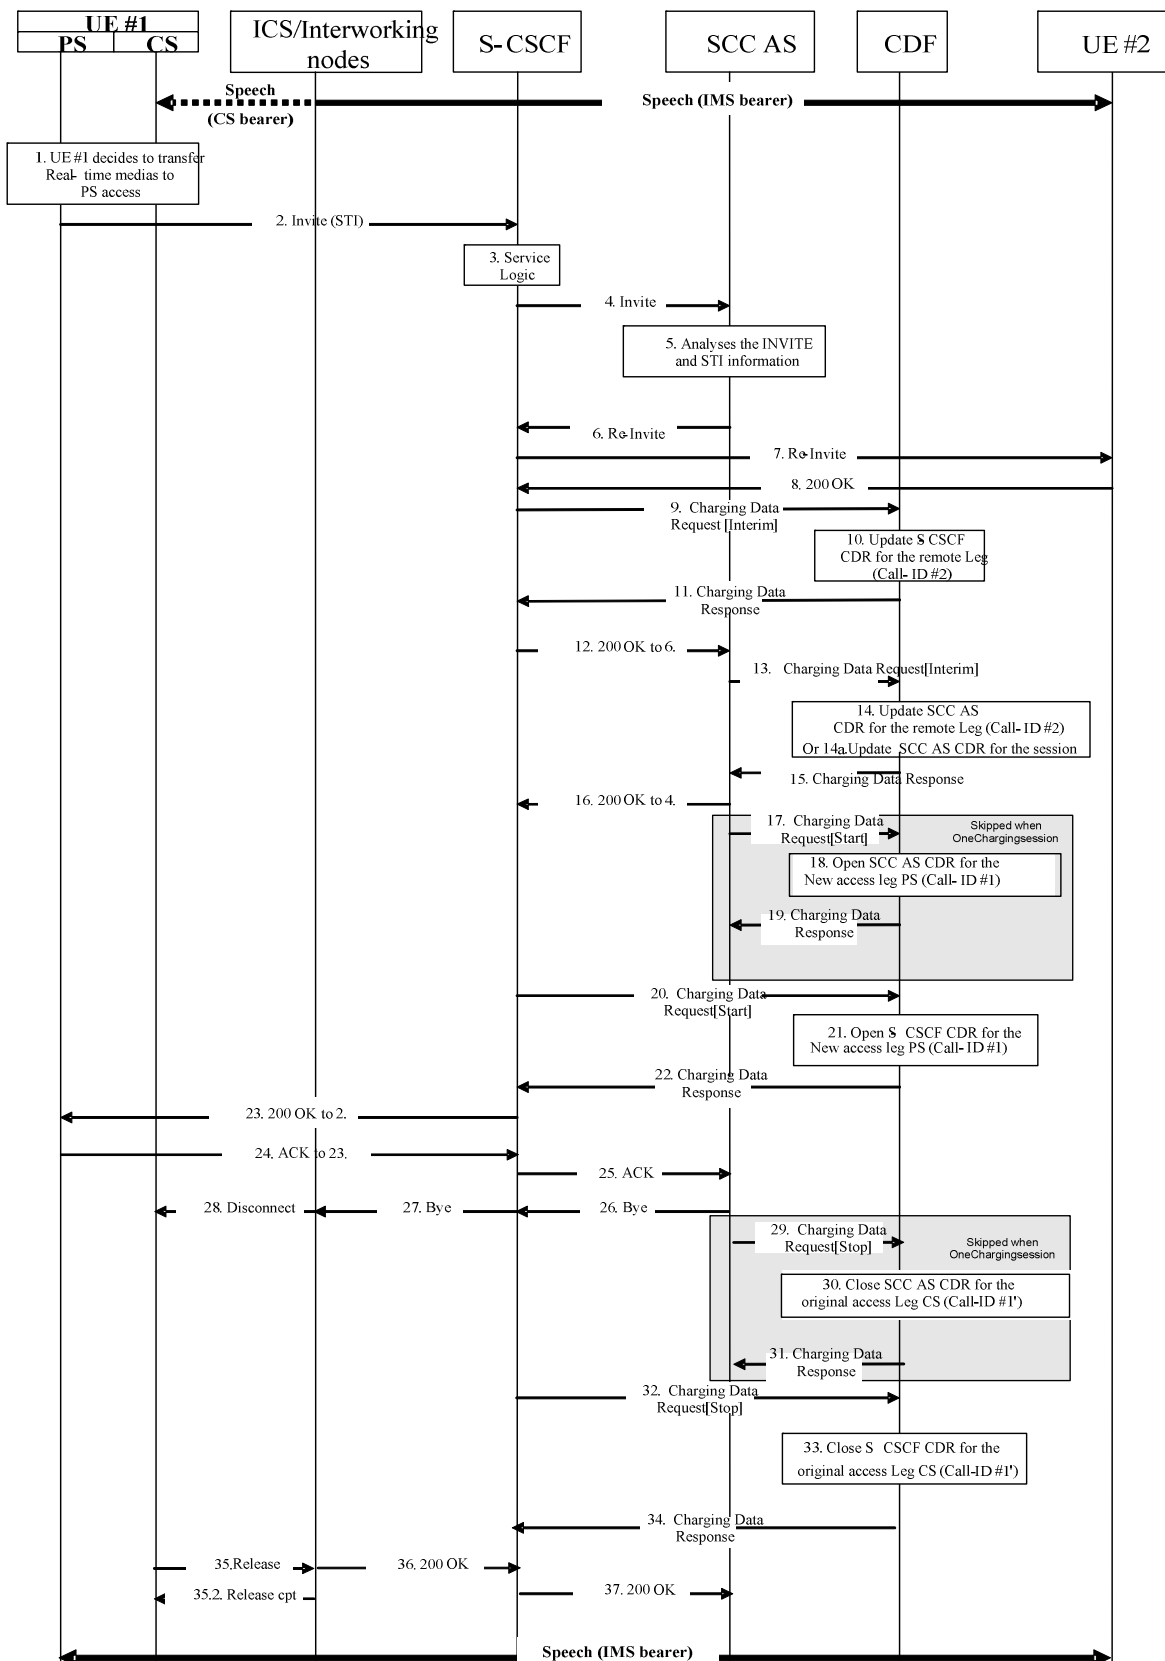 UE #1
PS CS
ICS/Interworking
nodes
S-CSCF
SCC AS
CDF
UE #2
Speech
(CS bearer)
Speech (IMS bearer)
1. UE #1 decides to transfer
Real- time medias to
PS access
2. Invite (STI)
3. Service
Logic
4. Invite
5. Analyses the INVITE
and STI information
6. Re-Invite
7. Re-Invite
8. 200 OK
9. Charging Data
Request [Interim]
10. Update S CSCF
CDR for the remote Leg
(Call- ID #2)
11. Charging Data
Response
12. 200 OK to 6.
13. Charging Data Request[Interim]
14. Update SCC AS
CDR for the remote Leg (Call- ID #2)
Or 14a.Update SCC AS CDR for the session
15. Charging Data Response
16. 200 OK to 4.
17. Charging Data
Request[Start]
Skipped when
OneChargingsession
18. Open SCC AS CDR for the
New access leg PS (Call- ID #1)
19. Charging Data
Response
20. Charging Data
Request[Start]
21. Open S CSCF CDR for the
New access leg PS (Call- ID #1)
22. Charging Data
Response
23. 200 OK to 2.
24. ACK to 23.
25. ACK
26. Bye
27. Bye
28. Disconnect
29. Charging Data
Request[Stop]
Skipped when
OneChargingsession
30. Close SCC AS CDR for the
original access Leg CS (Call-ID #1')
31. Charging Data
Response
32. Charging Data
Request[Stop]
33. Close S CSCF CDR for the
original access Leg CS (Call-ID #1')
34. Charging Data
Response
35.Release
36. 200 OK
35.2. Release cpt
37. 200 OK
Speech (IMS bearer)